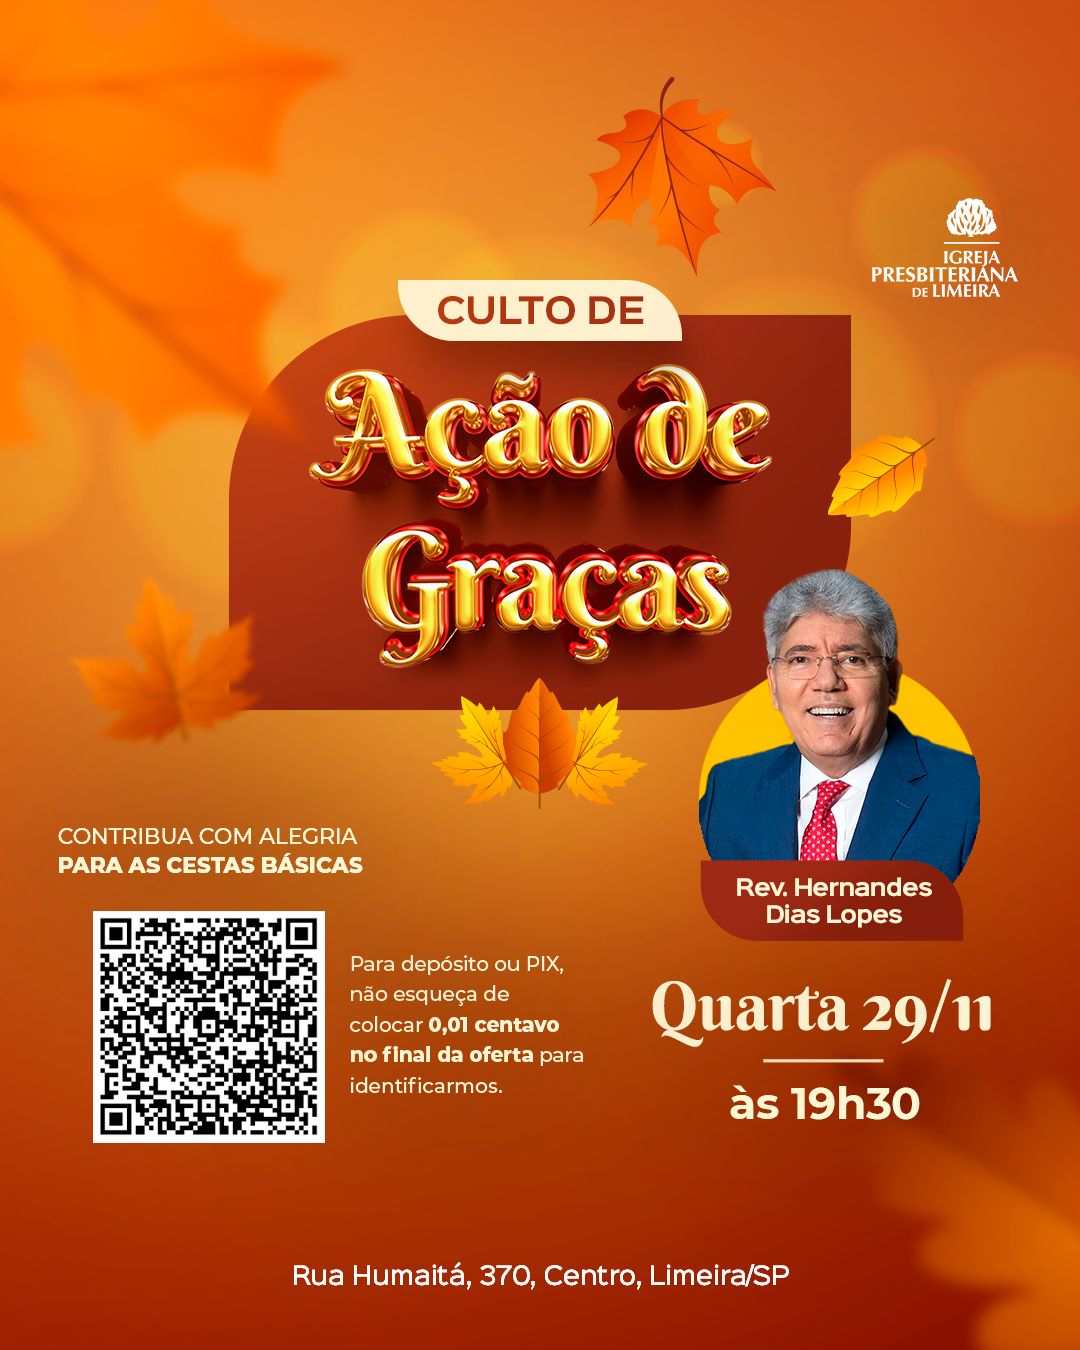 IGREJA
PRESBITERIANA
DE LIMEIRA
CULTO DE
Ação de
Graças
CONTRIBUA COM ALEGRIA
PARA AS CESTAS BÁSICAS
Para depósito ou PIX,
não esqueça de
colocar 0,01 centavo
no final da oferta para
identificarmos.
Rev. Hernandes
Dias Lopes
Quarta 29/11
às 19h30
Rua Humaitá, 370, Centro, Limeira/SP